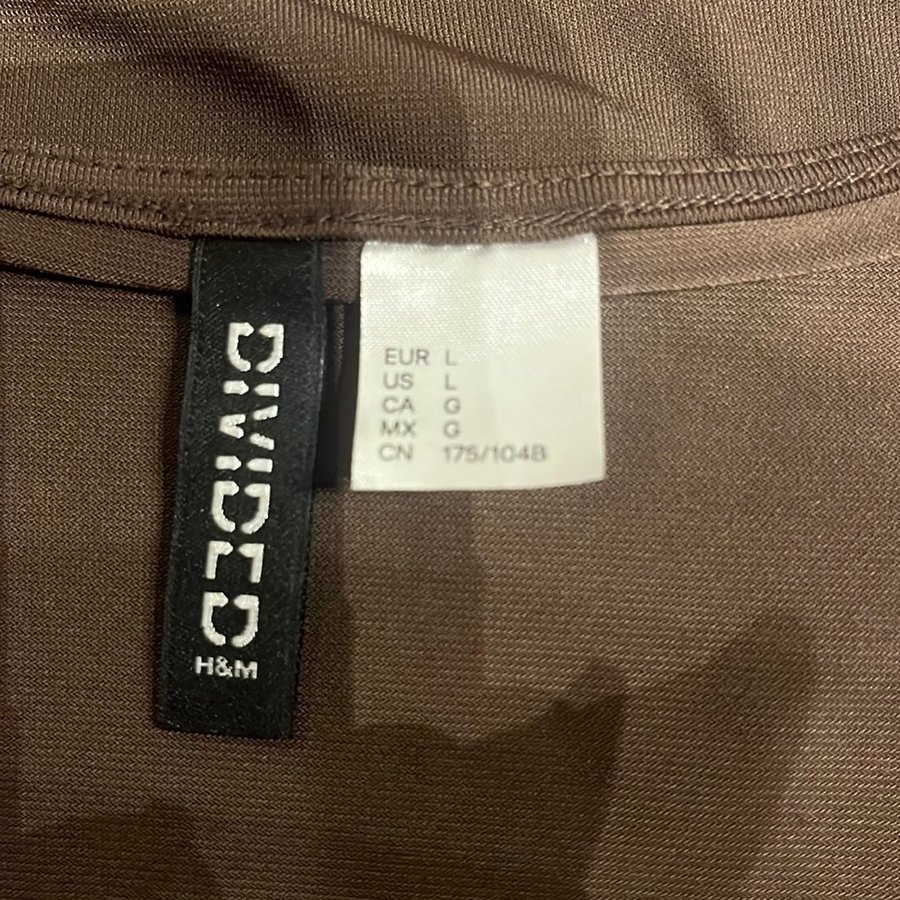 DIVIDED
H&M
EUR L
US L
CA G
MX G
CN 175/104B